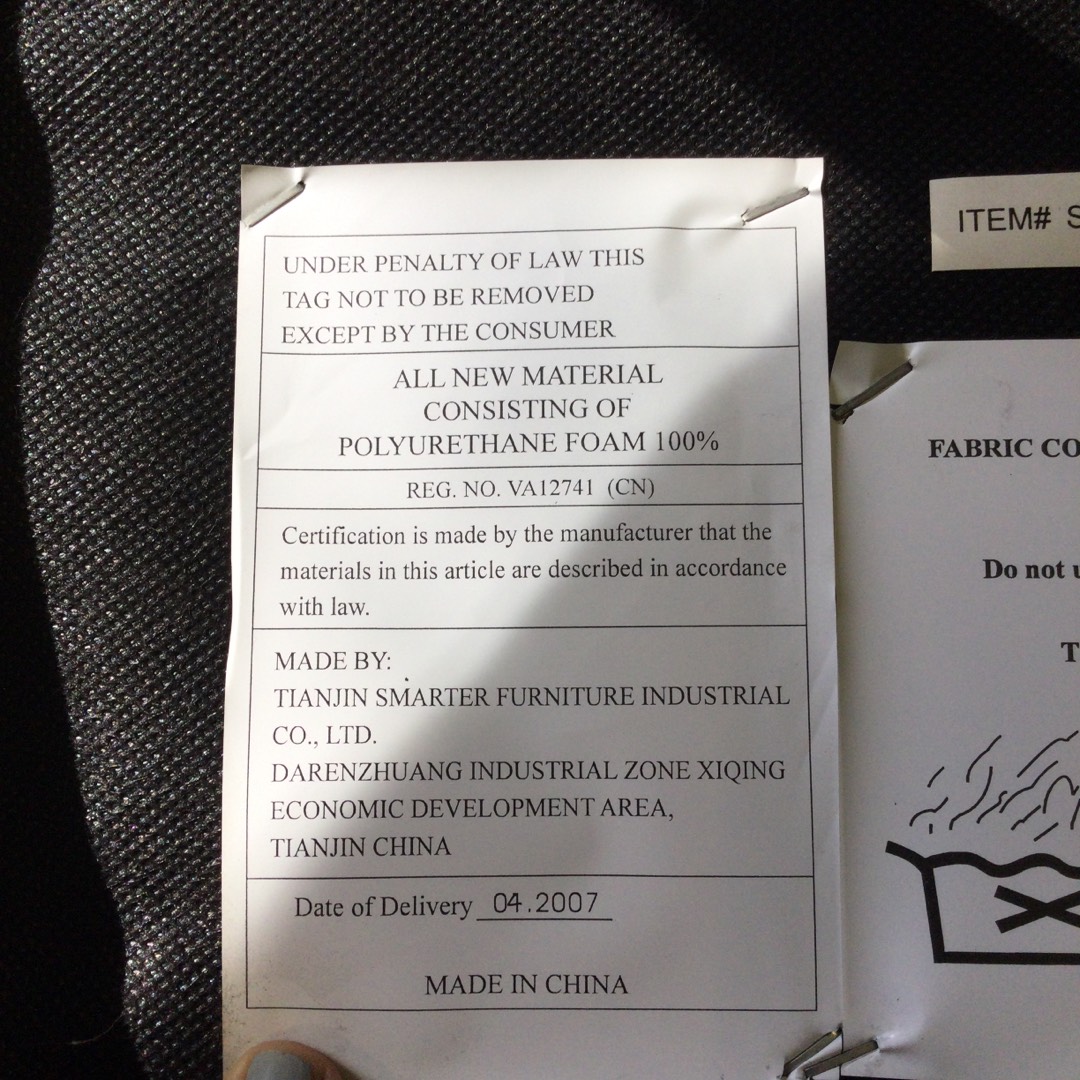 UNDER PENALTY OF LAW THIS
TAG NOT TO BE REMOVED
EXCEPT BY THE CONSUMER
ALL NEW MATERIAL
CONSISTING OF
POLYURETHANE FOAM 100%
REG. NO. VA12741 (CN)
Certification is made by the manufacturer that the
materials in this article are described in accordance
with law.
MADE BY:
TIANJIN SMARTER FURNITURE INDUSTRIAL
CO., LTD.
DARENZHUANG INDUSTRIAL ZONE XIQING
ECONOMIC DEVELOPMENT AREA,
TIANJIN CHINA
Date of Delivery 04.2007
MADE IN CHINA
ITEM#
FABRIC
Do not